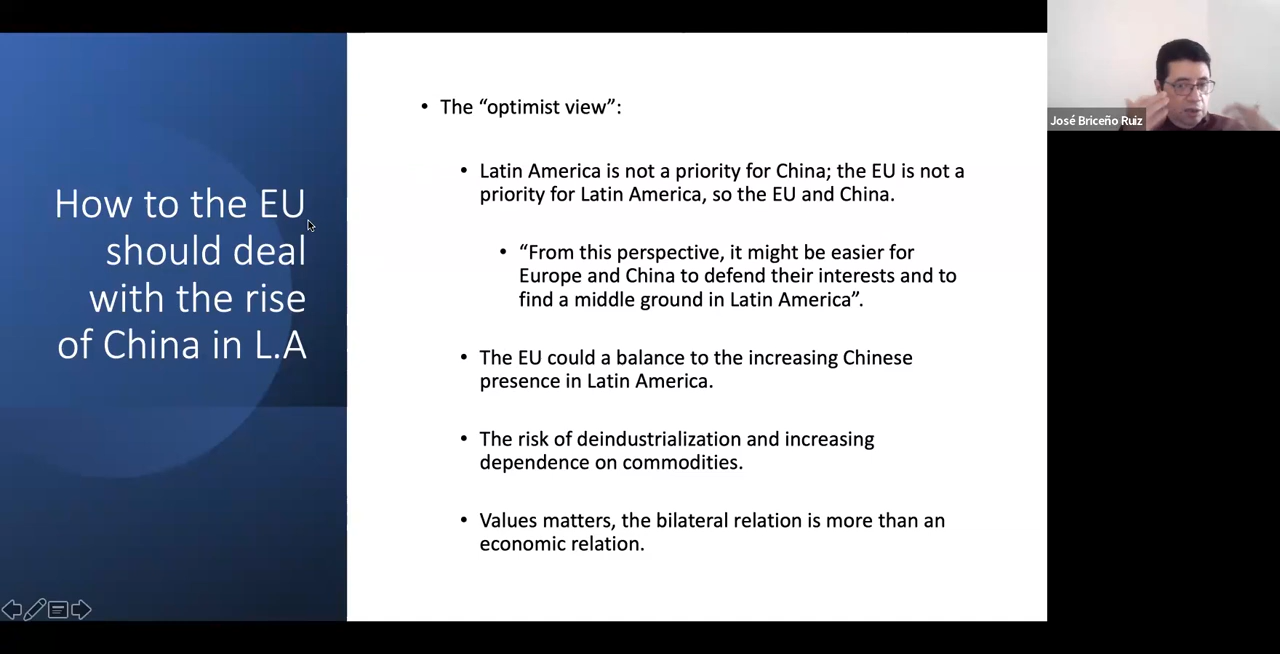 How to the EU
should deal
with the rise
of China in L.A
• The “optimist view”:
• Latin America is not a priority for China; the EU is not a
priority for Latin America, so the EU and China.
• “From this perspective, it might be easier for
Europe and China to defend their interests and to
find a middle ground in Latin America”.
• The EU could a balance to the increasing Chinese
presence in Latin America.
• The risk of deindustrialization and increasing
dependence on commodities.
• Values matters, the bilateral relation is more than an
economic relation.
José Briceño Ruiz